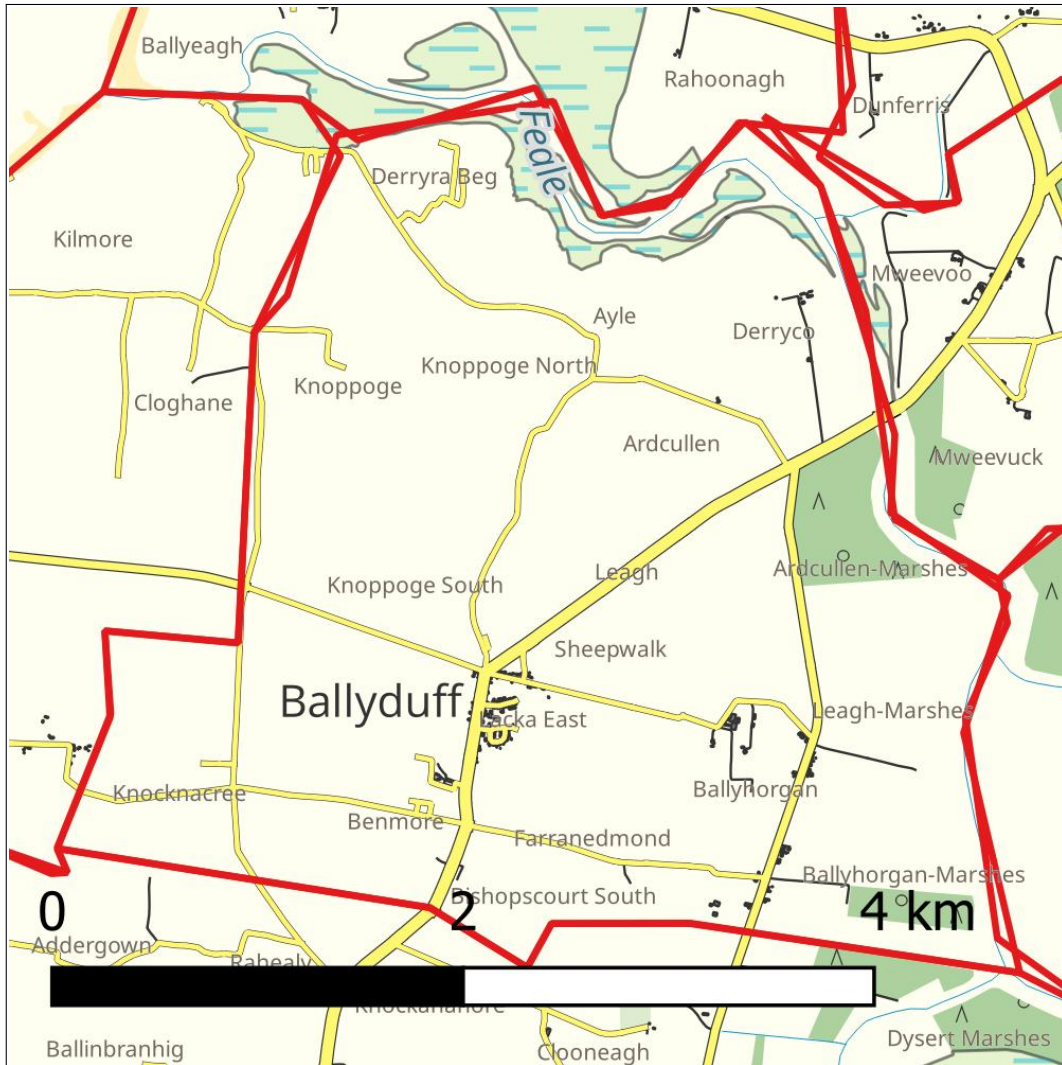 Ballyeagh
Rahoonagh
Dunferris
Feale
Derryra Beg
Kilmore
Mweevoo
Ayle
Derryco
Knoppoge North
Knoppoge
Cloghane
Ardcullen
Mweevuck
Leagh
Ardcullen-Marshes
Knoppoge South
Sheepwalk
Ballyduff
Lacka East
Leagh-Marshes
Knocknacree
Ballyhorgan
Benmore
Farranedmond
Ballyhorgan-Marshes
Bishopscourt South
0 2 4 km
Addergown
Rahealy
Knockananore
Dysert Marshes
Ballinbranhig
Clooneagh